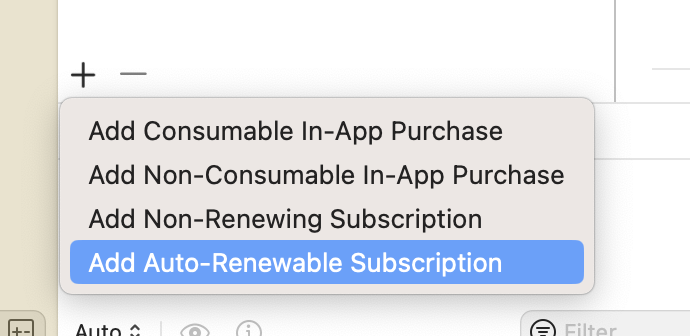 Add Consumable In-App Purchase
Add Non-Consumable In-App Purchase
Add Non-Renewing Subscription
Add Auto-Renewable Subscription
Auto
Filter